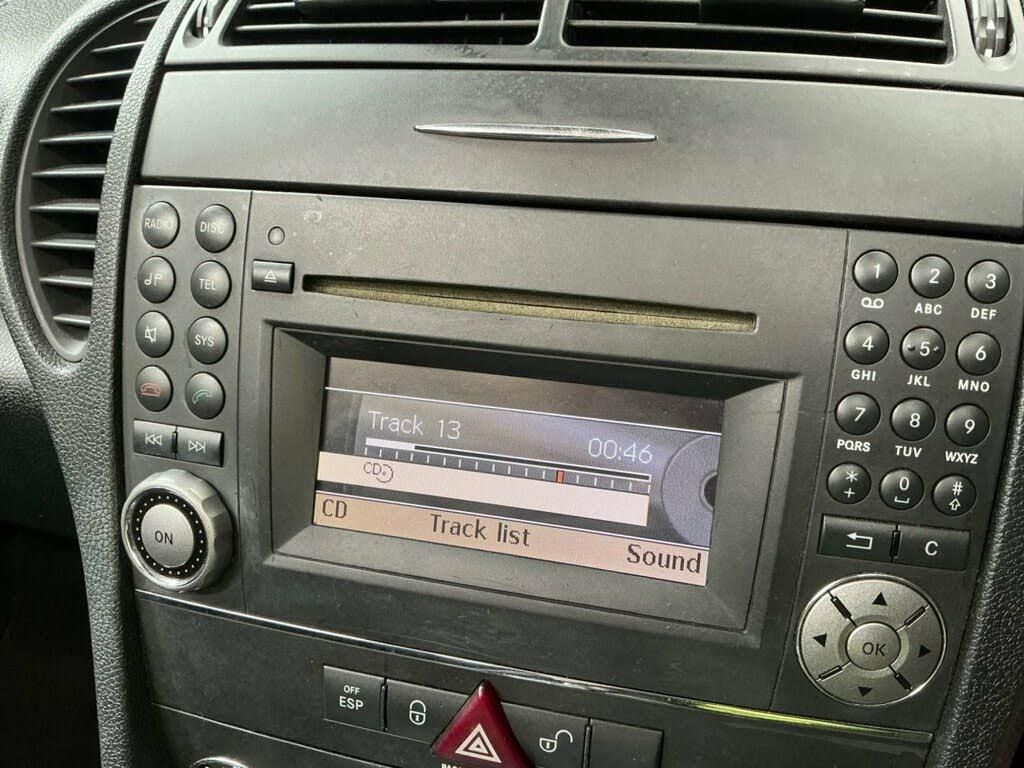 RADIO DISC
TEL
SYS
ON
Track 13
00:46
CD
CD
Track list
Sound
1 2 3
ABC DEF
4 5 6
GHI JKL MNO
7 8 9
PQRS TUV WXYZ
* 0 #
+
C
OK
OFF
ESP